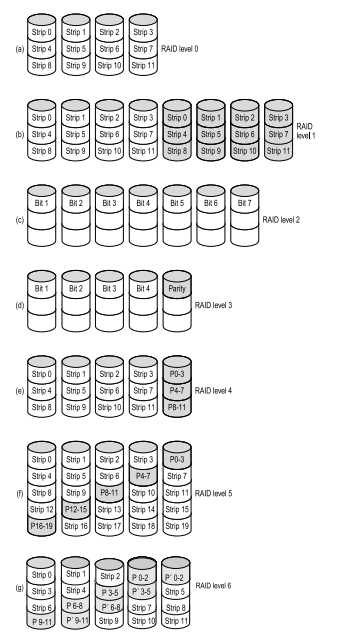 Strip 0 Strip 1 Strip 2 Strip 3
(a) Strip 4 Strip 5 Strip 6 Strip 7 RAID level 0
Strip 8 Strip 9 Strip 10 Strip 11
Strip 0 Strip 1 Strip 2 Strip 3 Strip 0 Strip 1 Strip 2 Strip 3 RAID
(b) Strip 4 Strip 5 Strip 6 Strip 7 Strip 4 Strip 5 Strip 6 Strip 7 level 1
Strip 8 Strip 9 Strip 10 Strip 11 Strip 8 Strip 9 Strip 10 Strip 11
Bit 1 Bit 2 Bit 3 Bit 4 Bit 5 Bit 6 Bit 7
(c) RAID level 2
Bit 1 Bit 2 Bit 3 Bit 4 Parity
(d) RAID level 3
Strip 0 Strip 1 Strip 2 Strip 3 P0-3
(e) Strip 4 Strip 5 Strip 6 Strip 7 P4-7 RAID level 4
Strip 8 Strip 9 Strip 10 Strip 11 P8-11
Strip 0 Strip 1 Strip 2 Strip 3 P0-3
Strip 4 Strip 5 Strip 6 P4-7 Strip 7
(f) Strip 8 Strip 9 P8-11 Strip 10 Strip 11 RAID level 5
Strip 12 P12-15 Strip 13 Strip 14 Strip 15
P16-19 Strip 16 Strip 17 Strip 18 Strip 19
Strip 0 Strip 1 Strip 2 P 0-2 P´ 0-2
(g) Strip 3 Strip 4 P 3-5 P´ 3-5 Strip 5 RAID level 6
Strip 6 P 6-8 P´ 6-8 Strip 7 Strip 8
P 9-11 P´ 9-11 Strip 9 Strip 10 Strip 11